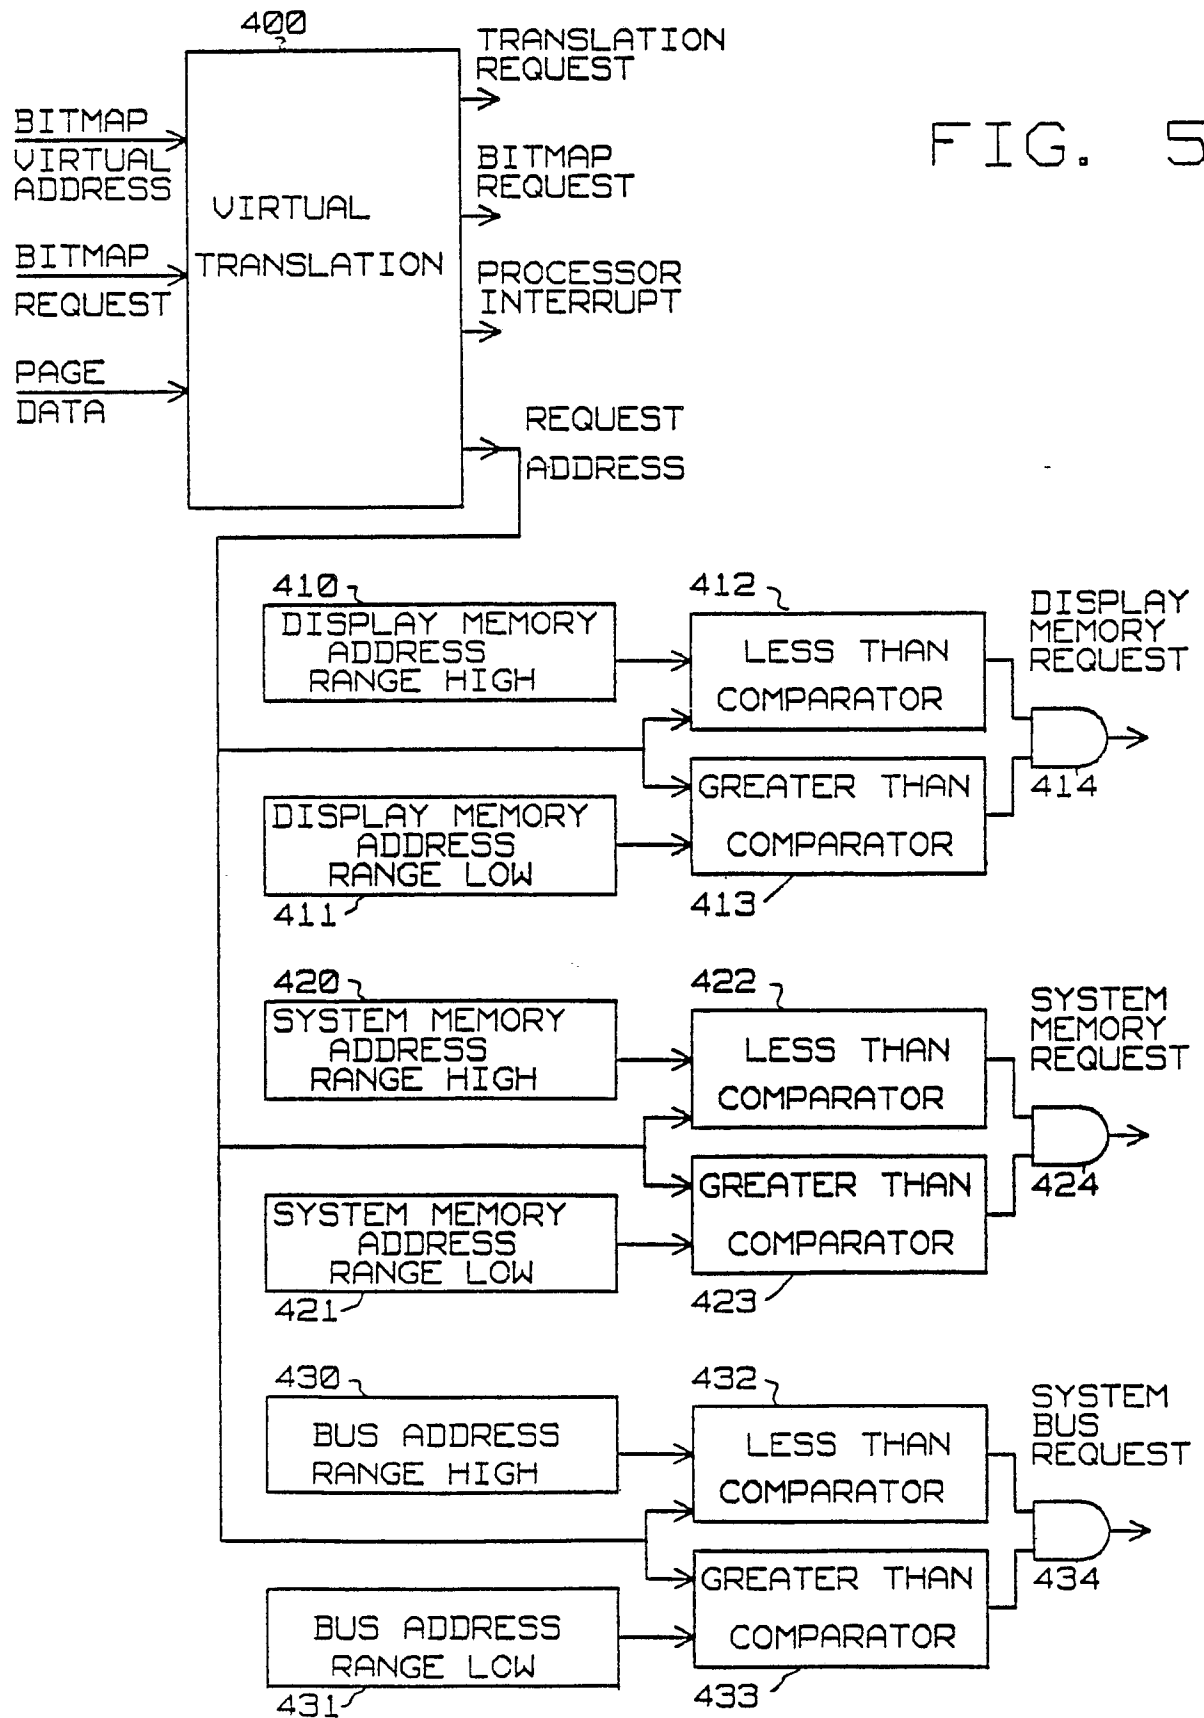 400
TRANSLATION
REQUEST
FIG. 5
BITMAP
VIRTUAL
ADDRESS
BITMAP
REQUEST
VIRTUAL
TRANSLATION
BITMAP
REQUEST
PROCESSOR
INTERRUPT
PAGE
DATA
REQUEST
ADDRESS
410
DISPLAY MEMORY
ADDRESS
RANGE HIGH
412
LESS THAN
COMPARATOR
DISPLAY
MEMORY
REQUEST
414
GREATER THAN
COMPARATOR
413
DISPLAY MEMORY
ADDRESS
RANGE LOW
411
420
SYSTEM MEMORY
ADDRESS
RANGE HIGH
422
LESS THAN
COMPARATOR
SYSTEM
MEMORY
REQUEST
424
GREATER THAN
COMPARATOR
423
SYSTEM MEMORY
ADDRESS
RANGE LOW
421
430
BUS ADDRESS
RANGE HIGH
432
LESS THAN
COMPARATOR
SYSTEM
BUS
REQUEST
434
GREATER THAN
COMPARATOR
433
BUS ADDRESS
RANGE LOW
431